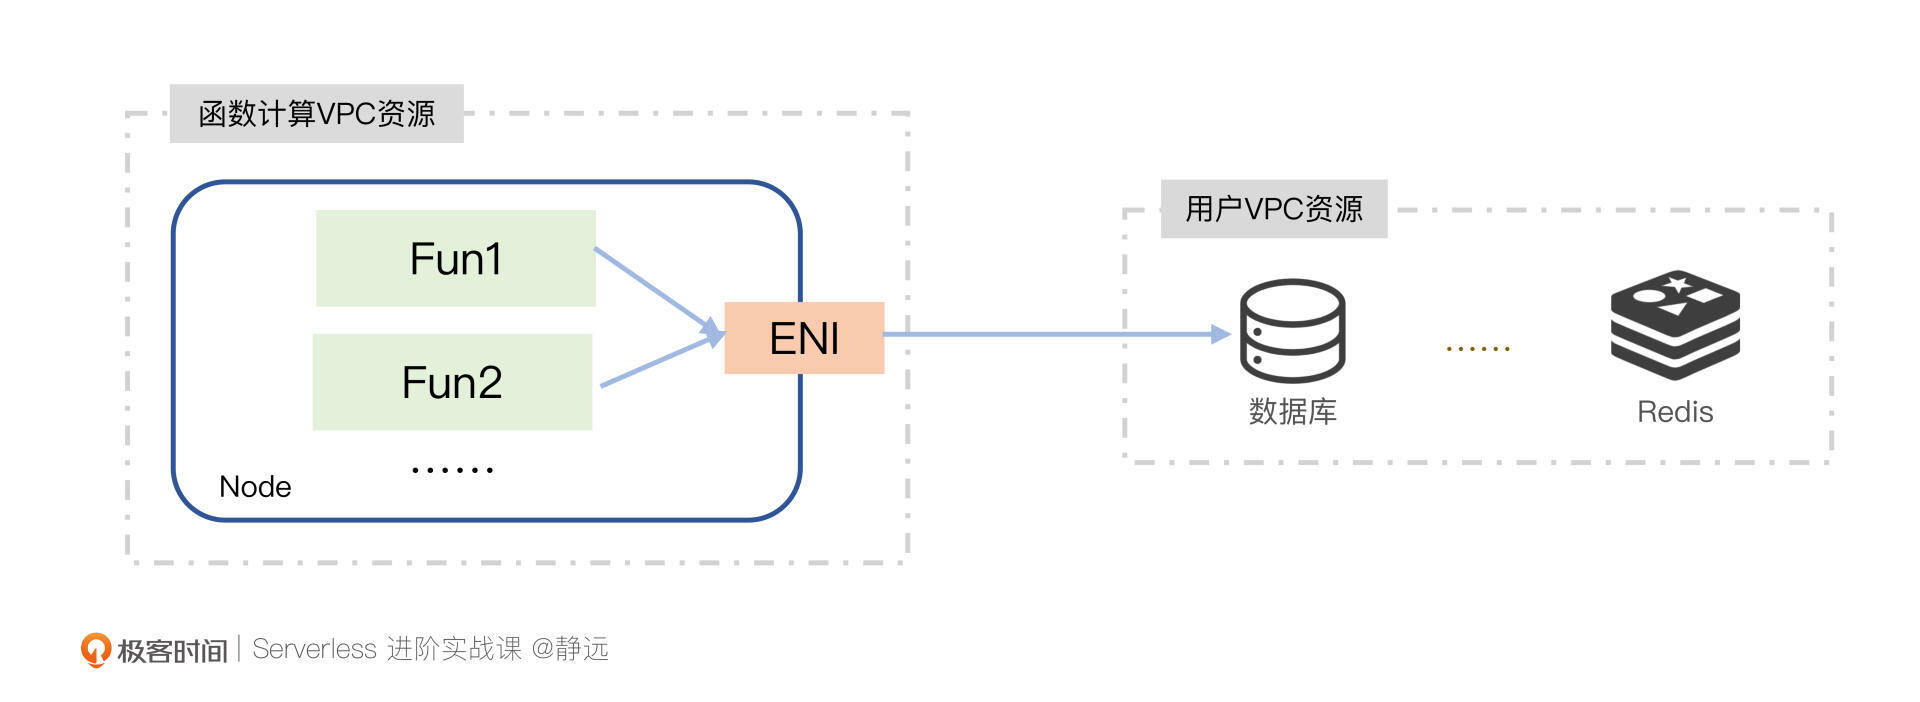 函数计算VPC资源
用户VPC资源
Fun1
ENI
Fun2
......
Node
......
数据库
Redis
极客时间 | Serverless 进阶实战课 @静远